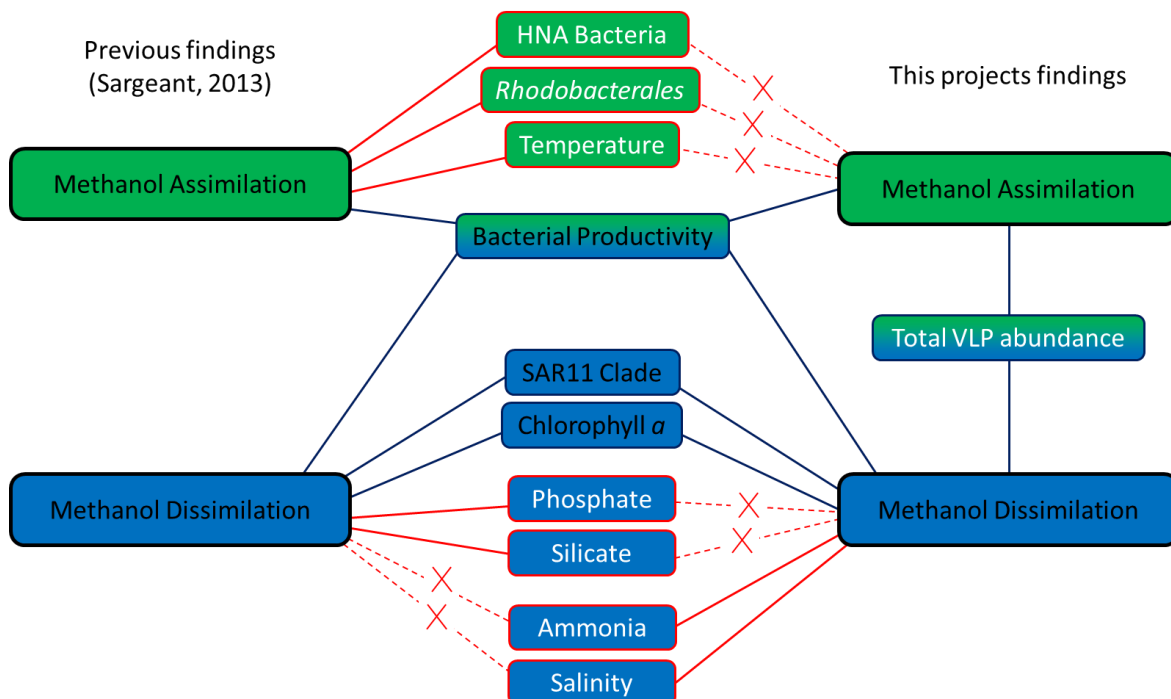 Previous findings
(Sargeant, 2013)
HNA Bacteria
Rhodobacterales
Temperature
This projects findings
Methanol Assimilation
Methanol Assimilation
Bacterial Productivity
Total VLP abundance
SAR11 Clade
Chlorophyll a
Methanol Dissimilation
Phosphate
Silicate
Methanol Dissimilation
Ammonia
Salinity